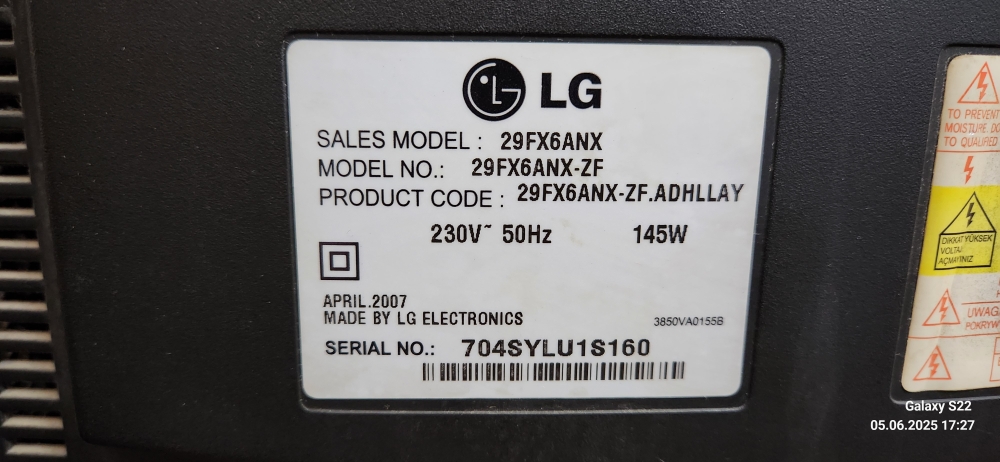 LG
SALES MODEL : 29FX6ANX
MODEL NO.: 29FX6ANX-ZF
PRODUCT CODE : 29FX6ANX-ZF.ADHLLAY
230V~ 50Hz 145W
APRIL.2007
MADE BY LG ELECTRONICS
3850VA0155B
SERIAL NO.: 704SYLU1S160
TO PREVENT
MOISTURE. DO
TO QUALIFIED
DIKKAT YÜKSEK
VOLTAJ
AÇMAYINIZ
UWAG
POKRYW
Galaxy S22
05.06.2025 17:27